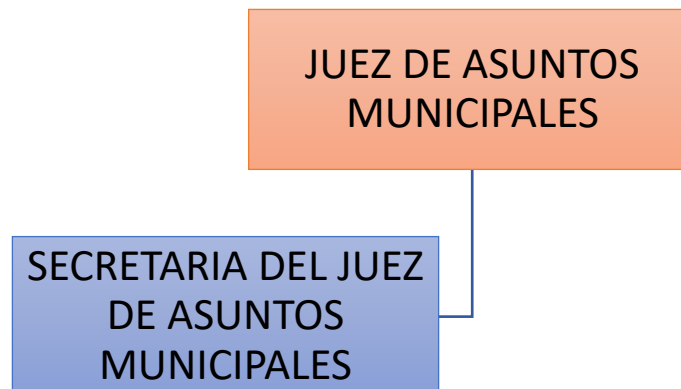 JUEZ DE ASUNTOS
MUNICIPALES
SECRETARIA DEL JUEZ
DE ASUNTOS
MUNICIPALES